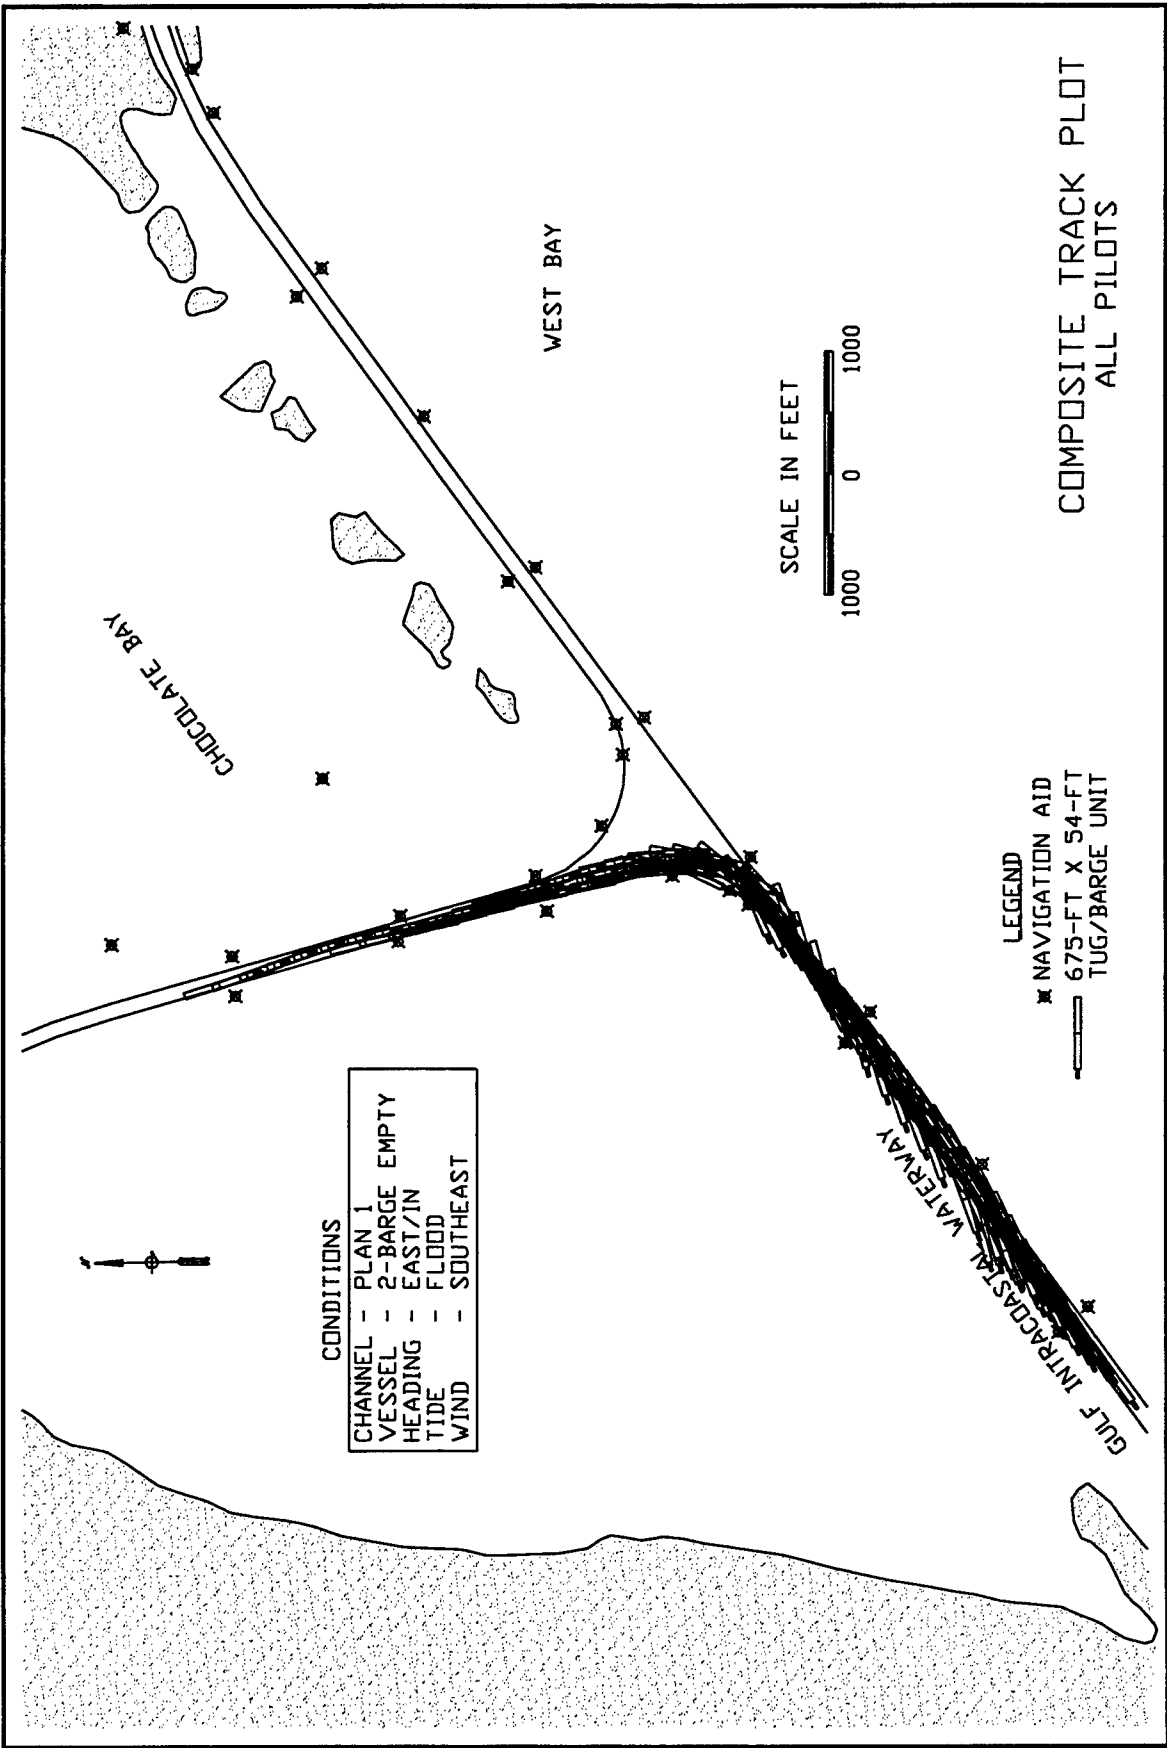 CHOCOLATE BAY
WEST BAY
SCALE IN FEET
1000 0 1000
CONDITIONS
CHANNEL - PLAN 1
VESSEL - 2-BARGE EMPTY
HEADING - EAST/IN
TIDE - FLOOD
WIND - SOUTHEAST
GULF INTRACOASTAL WATERWAY
LEGEND
NAVIGATION AID
675-FT X 54-FT
TUG/BARGE UNIT
COMPOSITE TRACK PLOT
ALL PILOTS
N